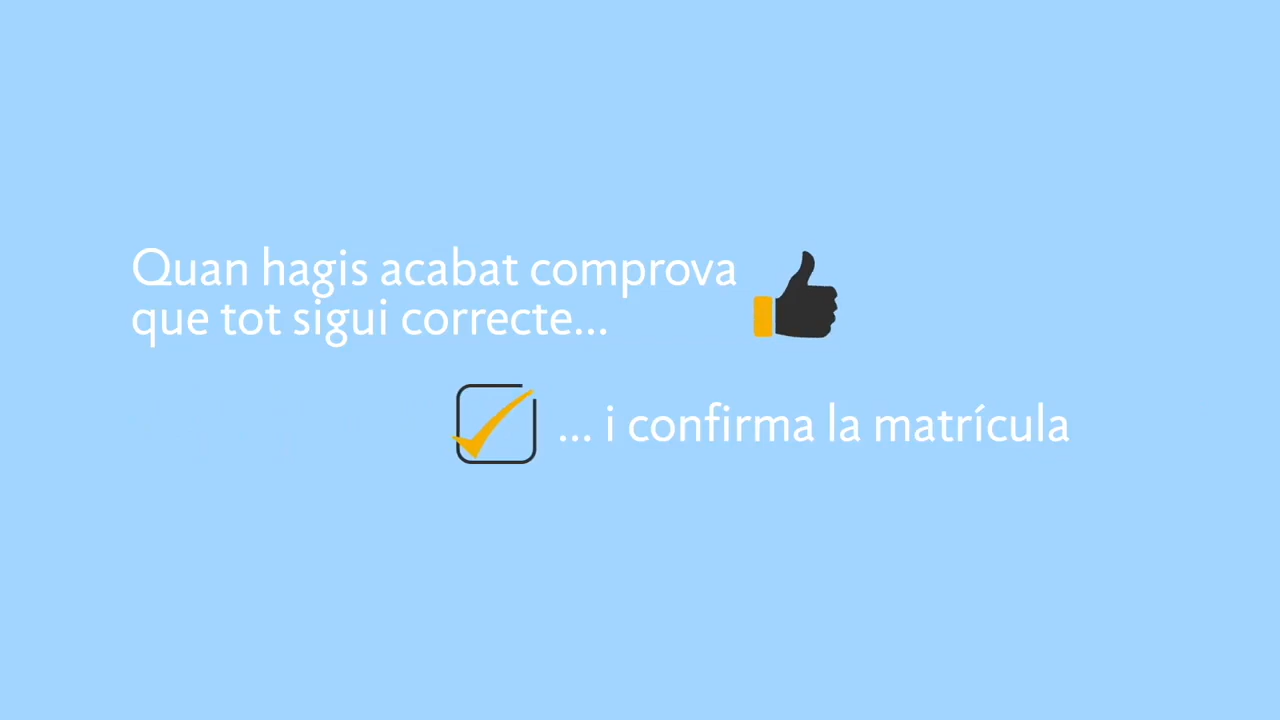 Quan hagis acabat comprova
que tot sigui correcte...
... i confirma la matrícula